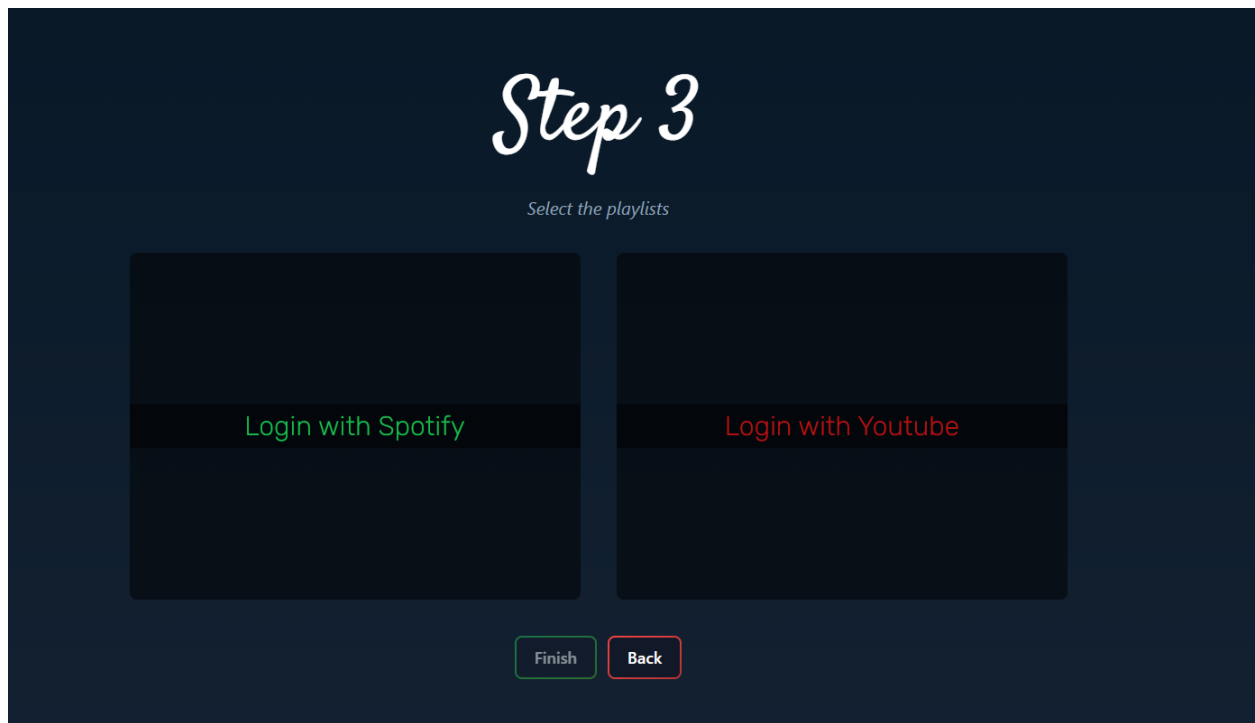 Step 3
Select the playlists
Login with Spotify
Login with Youtube
Finish
Back